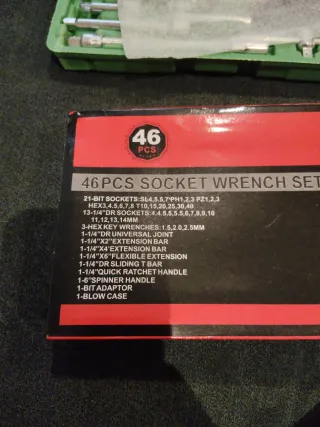 46
PCS
46PCS SOCKET WRENCH SET
21-BIT SOCKETS:SL4,5.5,7*PH1,2,3 PZ1,2,3
HEX3,4,5,6,7,8 T10,15,20,25,30,40
13-1/4"DR SOCKETS:4,4.5,5,5.5,6,7,8,9,10
11,12,13,14MM
3-HEX KEY WRENCHES:1.5,2.0,2.5MM
1-1/4"DR UNIVERSAL JOINT
1-1/4"X2"EXTENSION BAR
1-1/4"X4'EXTENSION BAR
1-1/4"X6"FLEXIBLE EXTENSION
1-1/4"DR SLIDING T BAR
1-1/4"QUICK RATCHET HANDLE
1-6"SPINNER HANDLE
1-BIT ADAPTOR
1-BLOW CASE